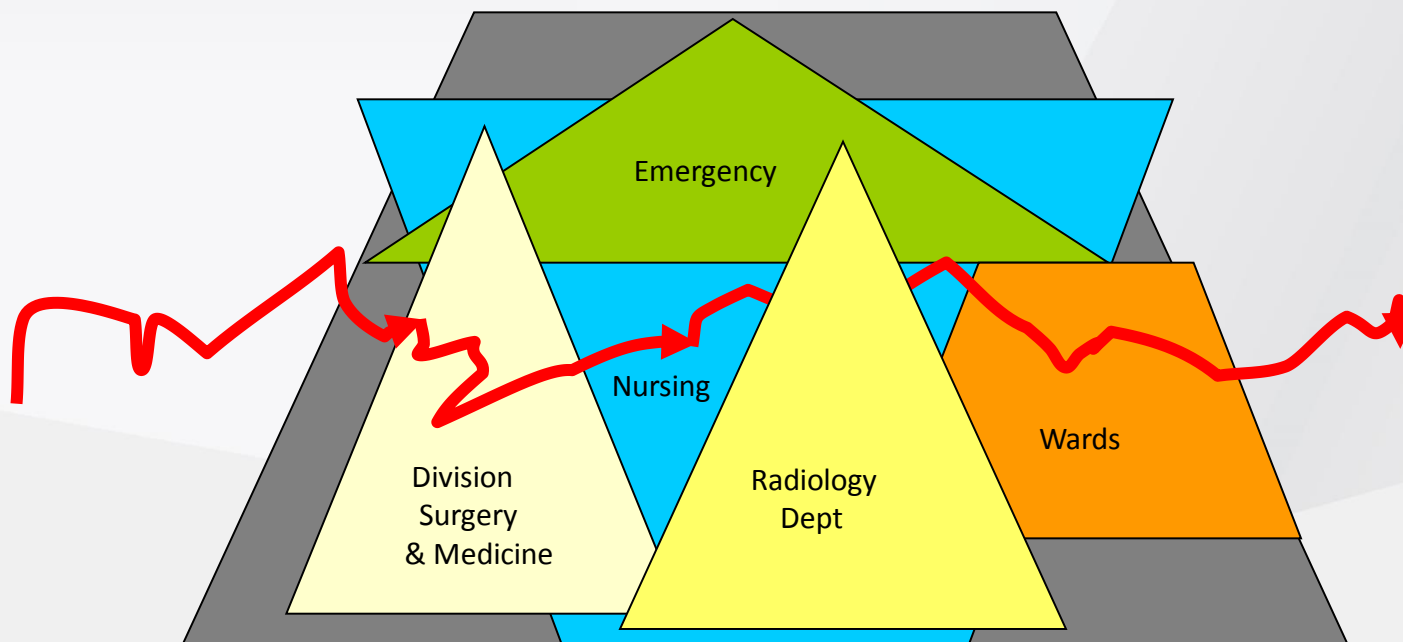 Emergency
Nursing
Wards
Division
Surgery
& Medicine
Radiology
Dept